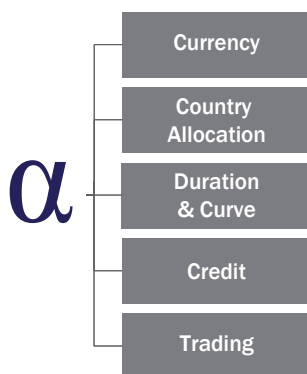 α
Currency
Country
Allocation
Duration
& Curve
Credit
Trading